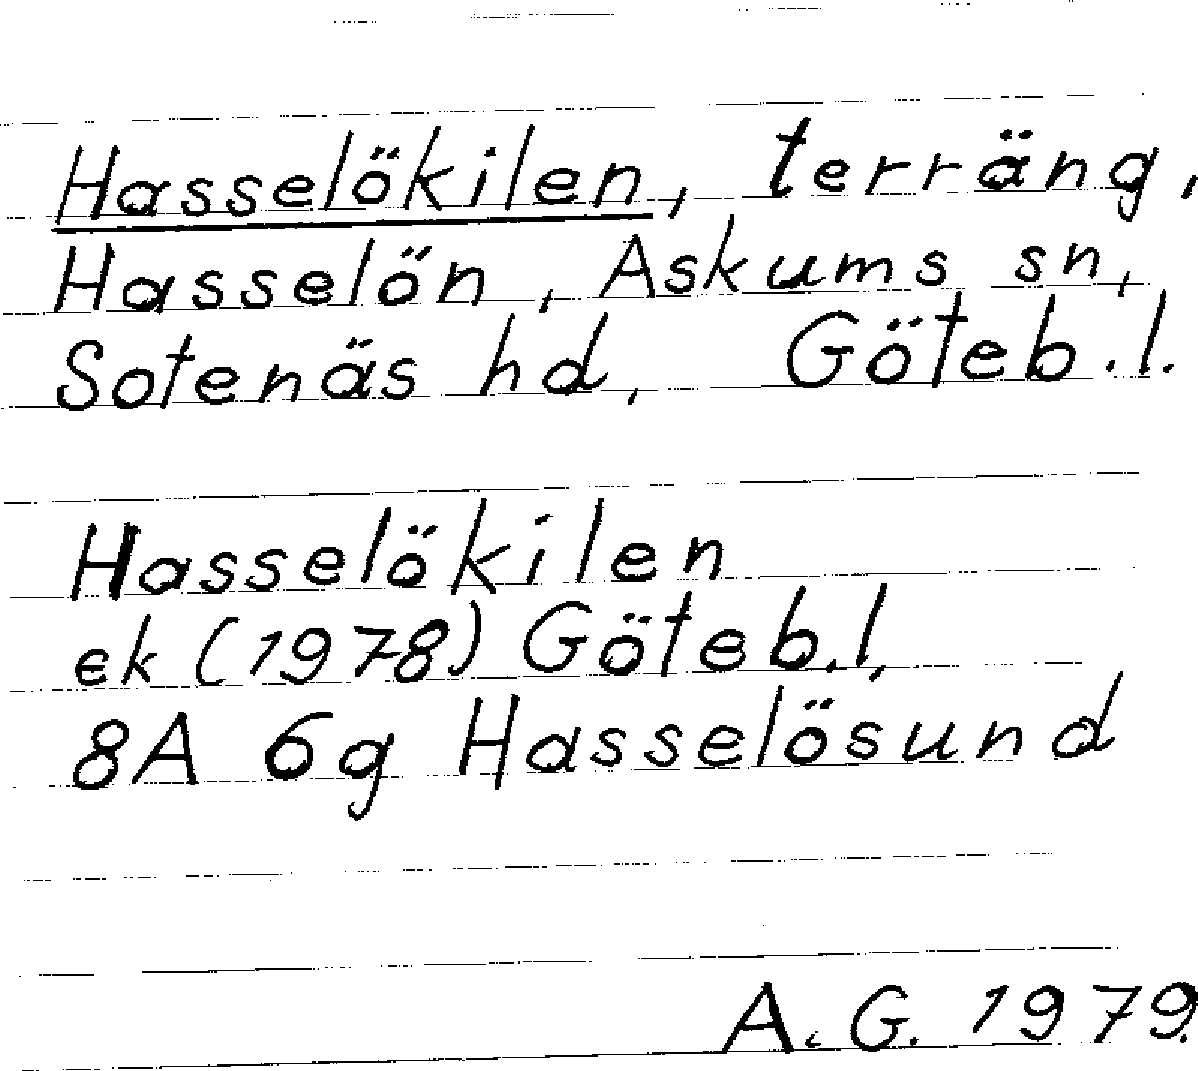 Hasselökilen, terräng,
Hasselön, Askums sn,
Sotenäs hd, Göteb.l.
Hasselökilen
ek (1978) Göteb.l,
8A 6g Hasselösund
A. G. 1979.